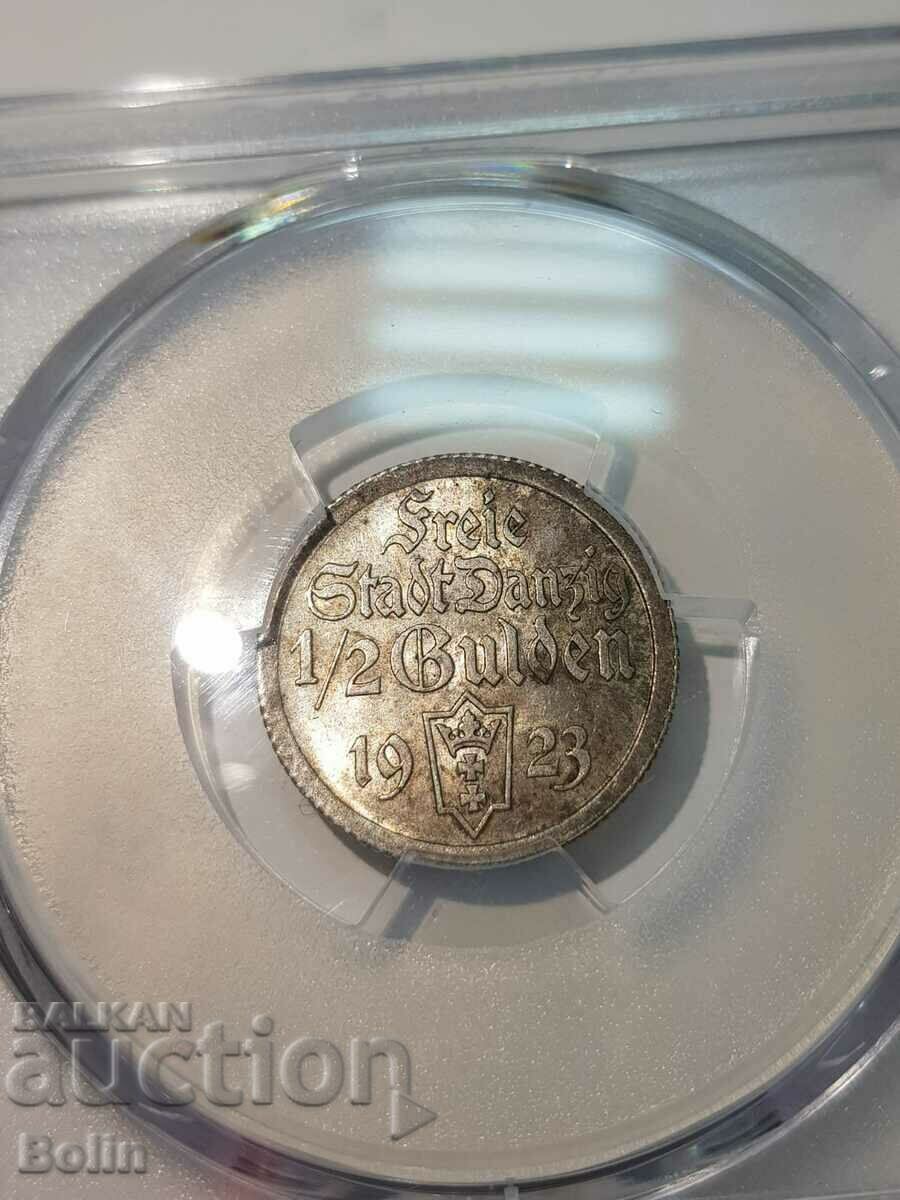 Freie
Stadt Danzig
1/2 Gulden
19 23
BALKAN
auction
Bolin